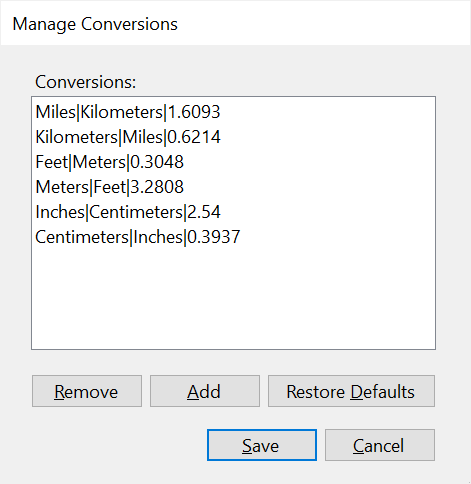 Manage Conversions
Conversions:
Miles|Kilometers|1.6093
Kilometers|Miles|0.6214
Feet|Meters|0.3048
Meters|Feet|3.2808
Inches|Centimeters|2.54
Centimeters|Inches|0.3937
Remove Add Restore Defaults
Save Cancel